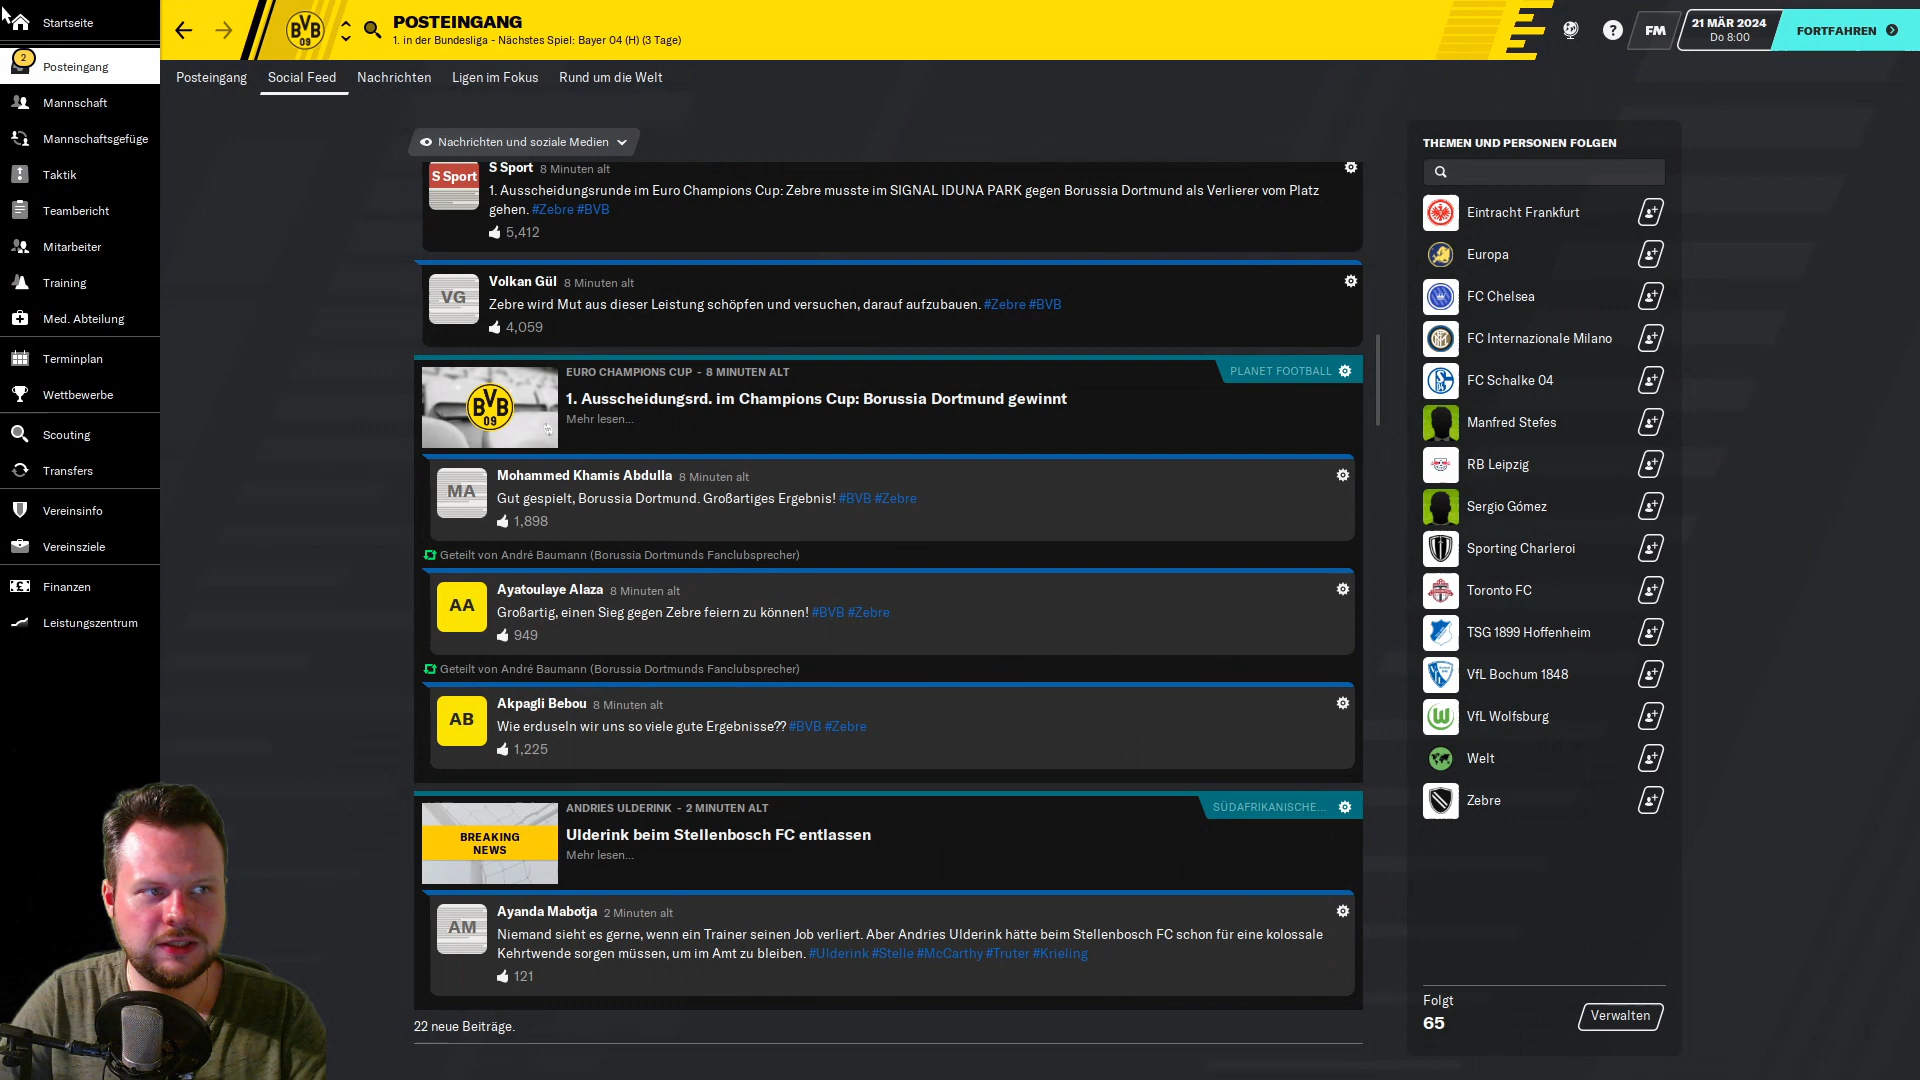 Startseite
2
Posteingang
Mannschaft
Mannschaftsgefüge
Taktik
Teambericht
Mitarbeiter
Training
Med. Abteilung
Terminplan
Wettbewerbe
Scouting
Transfers
Vereinsinfo
Vereinsziele
Finanzen
Leistungszentrum
BVB
09
POSTEINGANG
1. in der Bundesliga - Nächstes Spiel: Bayer 04 (H) (3 Tage)
?
FM
21 MÄR 2024
Do 8:00
FORTFAHREN
Posteingang
Social Feed
Nachrichten
Ligen im Fokus
Rund um die Welt
Nachrichten und soziale Medien
S Sport
S Sport 8 Minuten alt
1. Ausscheidungsrunde im Euro Champions Cup: Zebre musste im SIGNAL IDUNA PARK gegen Borussia Dortmund als Verlierer vom Platz
gehen. #Zebre #BVB
5,412
VG
Volkan Gül 8 Minuten alt
Zebre wird Mut aus dieser Leistung schöpfen und versuchen, darauf aufzubauen. #Zebre #BVB
4,059
BVB
09
EURO CHAMPIONS CUP - 8 MINUTEN ALT
PLANET FOOTBALL
1. Ausscheidungsrd. im Champions Cup: Borussia Dortmund gewinnt
Mehr lesen...
MA
Mohammed Khamis Abdulla 8 Minuten alt
Gut gespielt, Borussia Dortmund. Großartiges Ergebnis! #BVB #Zebre
1,898
Geteilt von André Baumann (Borussia Dortmunds Fanclubsprecher)
AA
Ayatoulaye Alaza 8 Minuten alt
Großartig, einen Sieg gegen Zebre feiern zu können! #BVB #Zebre
949
Geteilt von André Baumann (Borussia Dortmunds Fanclubsprecher)
AB
Akpagli Bebou 8 Minuten alt
Wie erduseln wir uns so viele gute Ergebnisse?? #BVB #Zebre
1,225
BREAKING
NEWS
ANDRIES ULDERINK - 2 MINUTEN ALT
SÜDAFRIKANISCHE...
Ulderink beim Stellenbosch FC entlassen
Mehr lesen...
AM
Ayanda Mabotja 2 Minuten alt
Niemand sieht es gerne, wenn ein Trainer seinen Job verliert. Aber Andries Ulderink hätte beim Stellenbosch FC schon für eine kolossale
Kehrtwende sorgen müssen, um im Amt zu bleiben. #Ulderink #Stelle #McCarthy #Truter #Krieling
121
22 neue Beiträge.
THEMEN UND PERSONEN FOLGEN
Eintracht Frankfurt
Europa
FC Chelsea
FC Internazionale Milano
FC Schalke 04
Manfred Stefes
RB Leipzig
Sergio Gómez
Sporting Charleroi
Toronto FC
TSG 1899 Hoffenheim
VfL Bochum 1848
VfL Wolfsburg
Welt
Zebre
Folgt
65
Verwalten